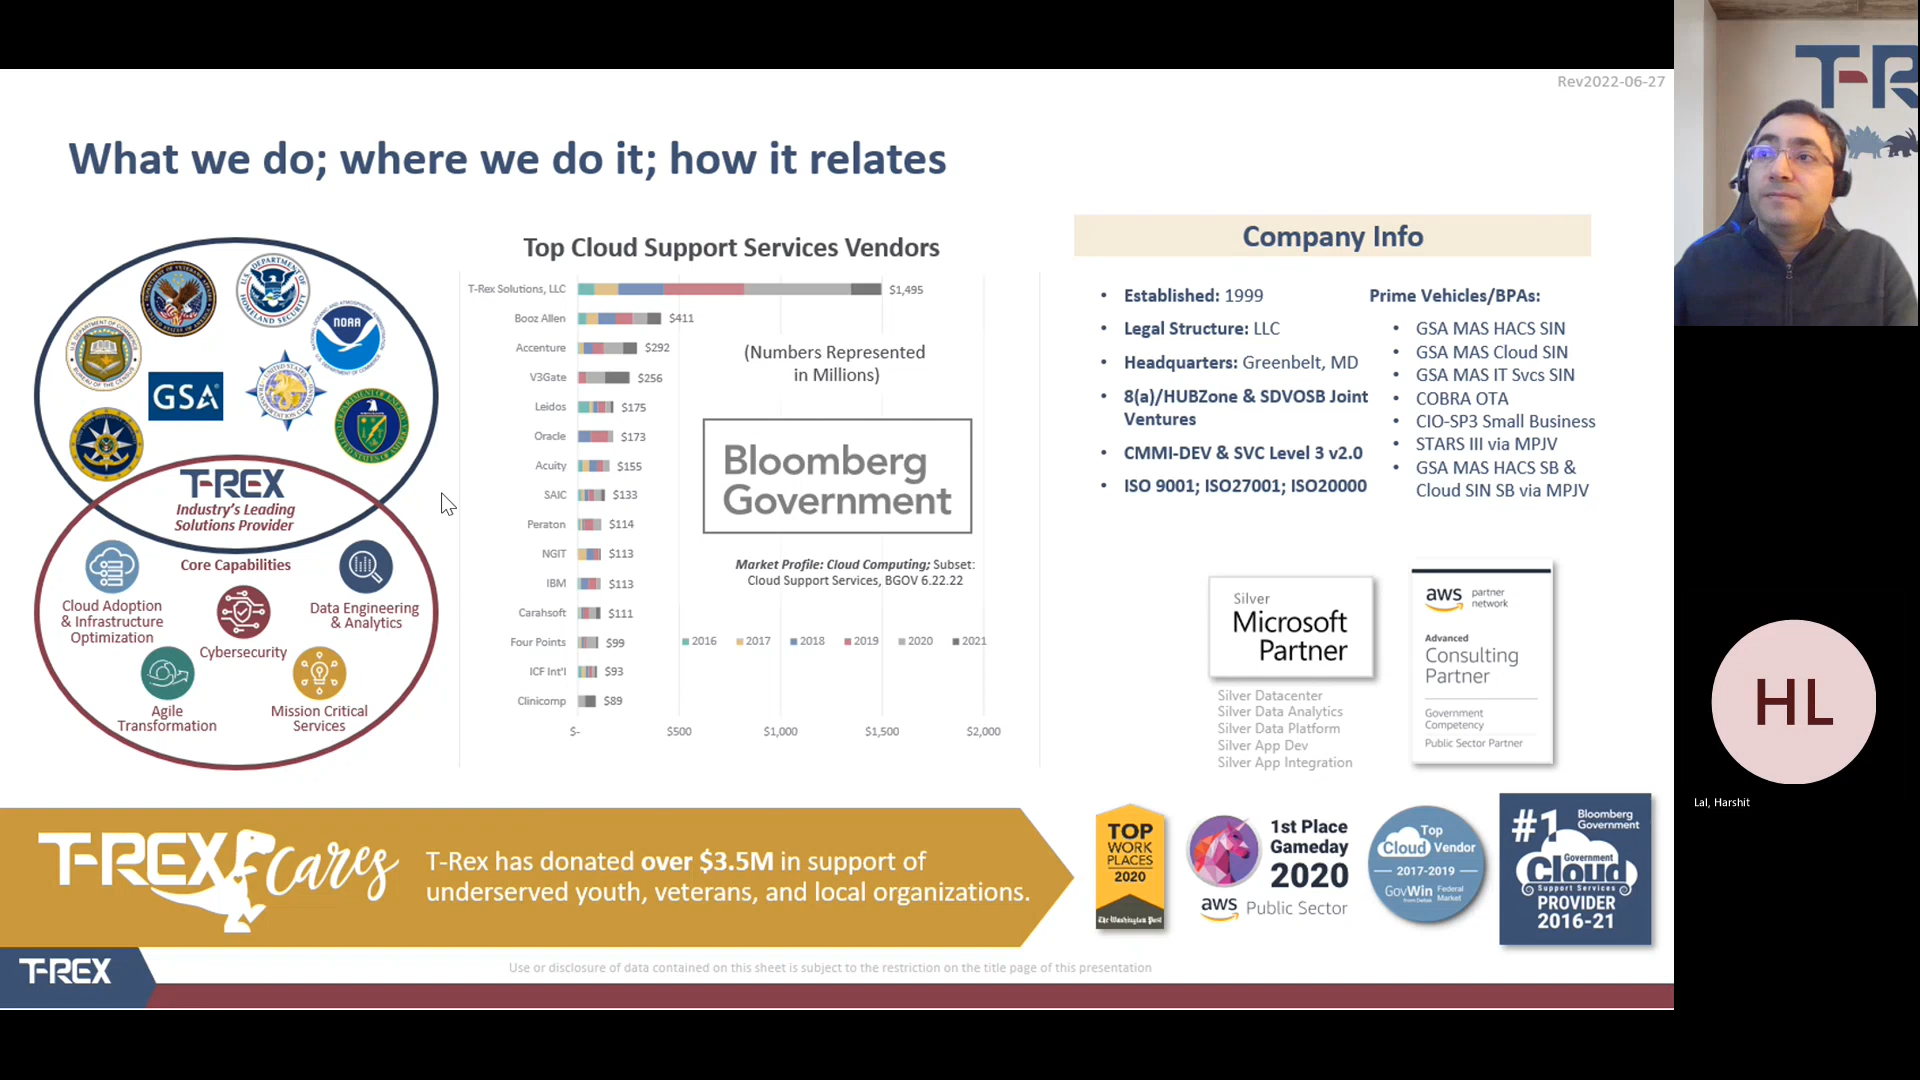 Rev2022-06-27
What we do; where we do it; how it relates
NOAA
GSA
T-REX
Industry's Leading
Solutions Provider
Core Capabilities
Cloud Adoption
& Infrastructure
Optimization
Cybersecurity
Data Engineering
& Analytics
Agile
Transformation
Mission Critical
Services
Top Cloud Support Services Vendors
T-Rex Solutions, LLC $1,495
Booz Allen $411
Accenture $292
V3Gate $256
Leidos $175
Oracle $173
Acuity $155
SAIC $133
Peraton $114
NGIT $113
IBM $113
Carahsoft $111
Four Points $99
ICF Int'l $93
Clinicomp $89
$- $500 $1,000 $1,500 $2,000
(Numbers Represented
in Millions)
Bloomberg
Government
Market Profile: Cloud Computing; Subset:
Cloud Support Services, BGOV 6.22.22
2016 2017 2018 2019 2020 2021
Company Info
• Established: 1999
• Legal Structure: LLC
• Headquarters: Greenbelt, MD
• 8(a)/HUBZone & SDVOSB Joint
Ventures
• CMMI-DEV & SVC Level 3 v2.0
• ISO 9001; ISO27001; ISO20000
Prime Vehicles/BPAs:
• GSA MAS HACS SIN
• GSA MAS Cloud SIN
• GSA MAS IT Svcs SIN
• COBRA OTA
• CIO-SP3 Small Business
• STARS III via MPJV
• GSA MAS HACS SB &
Cloud SIN SB via MPJV
Silver
Microsoft
Partner
Silver Datacenter
Silver Data Analytics
Silver Data Platform
Silver App Dev
Silver App Integration
aws partner
network
Advanced
Consulting
Partner
Government
Competency
Public Sector Partner
T-REX Cares
T-Rex has donated over $3.5M in support of
underserved youth, veterans, and local organizations.
TOP
WORK
PLACES
2020
The Washington Post
1st Place
Gameday
2020
aws Public Sector
Top
Cloud Vendor
2017-2019
GovWin Federal
Market
from Deltek
#1 Bloomberg
Government
Government
Cloud
Support Services
PROVIDER
2016-21
T-REX
Use or disclosure of data contained on this sheet is subject to the restriction on the title page of this presentation
T-R
HL
Lal, Harshit